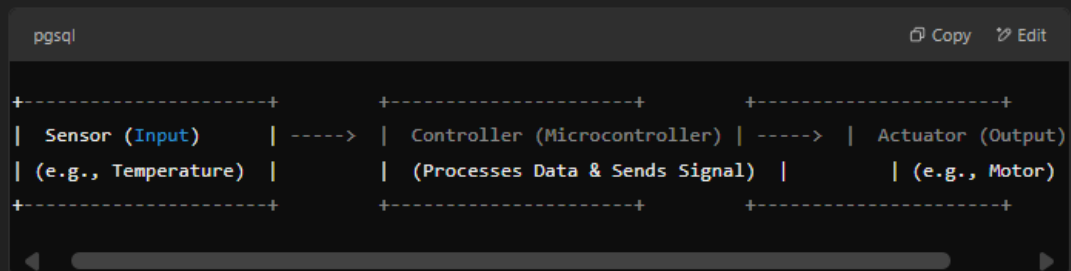 pgsql Copy Edit
+----------------------+ +----------------------+ +----------------------+
| Sensor (Input) | -----> | Controller (Microcontroller) | -----> | Actuator (Output)
| (e.g., Temperature) | | (Processes Data & Sends Signal) | | (e.g., Motor)
+----------------------+ +----------------------+ +----------------------+